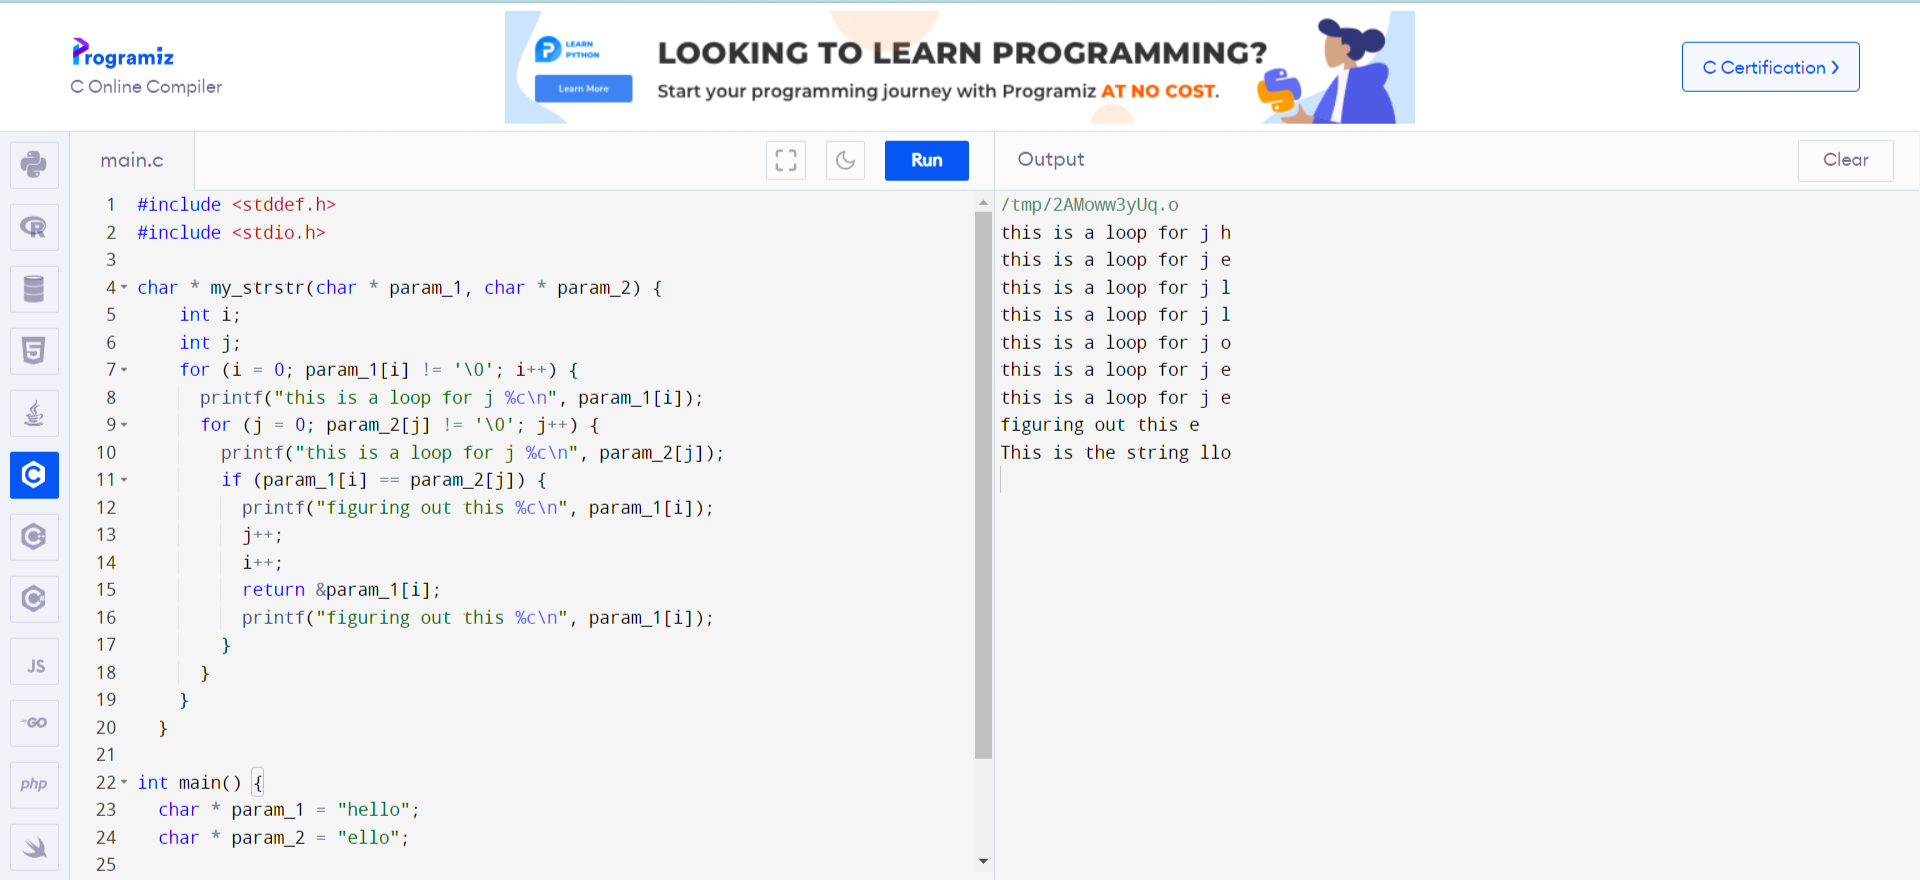 Programiz
C Online Compiler
LEARN
PYTHON
Learn More
LOOKING TO LEARN PROGRAMMING?
Start your programming journey with Programiz AT NO COST.
C Certification ❯
main.c
Run
Output
Clear
1 #include <stddef.h>
2 #include <stdio.h>
3
4 char * my_strstr(char * param_1, char * param_2) {
5     int i;
6     int j;
7     for (i = 0; param_1[i] != '\0'; i++) {
8       printf("this is a loop for j %c\n", param_1[i]);
9       for (j = 0; param_2[j] != '\0'; j++) {
10         printf("this is a loop for j %c\n", param_2[j]);
11         if (param_1[i] == param_2[j]) {
12           printf("figuring out this %c\n", param_1[i]);
13           j++;
14           i++;
15           return &param_1[i];
16           printf("figuring out this %c\n", param_1[i]);
17         }
18       }
19     }
20   }
21
22 int main() {
23   char * param_1 = "hello";
24   char * param_2 = "ello";
25
/tmp/2AMoww3yUq.o
this is a loop for j h
this is a loop for j e
this is a loop for j l
this is a loop for j l
this is a loop for j o
this is a loop for j e
this is a loop for j e
figuring out this e
This is the string llo
R
5
C
C
C
JS
GO
php